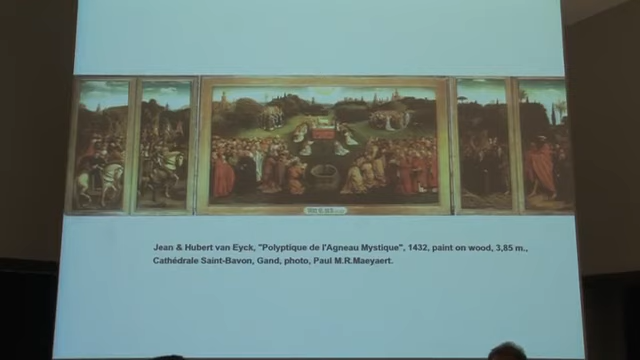 Jean & Hubert van Eyck, "Polyptique de l'Agneau Mystique", 1432, paint on wood, 3,85 m.,
Cathédrale Saint-Bavon, Gand, photo, Paul M.R.Maeyaert.